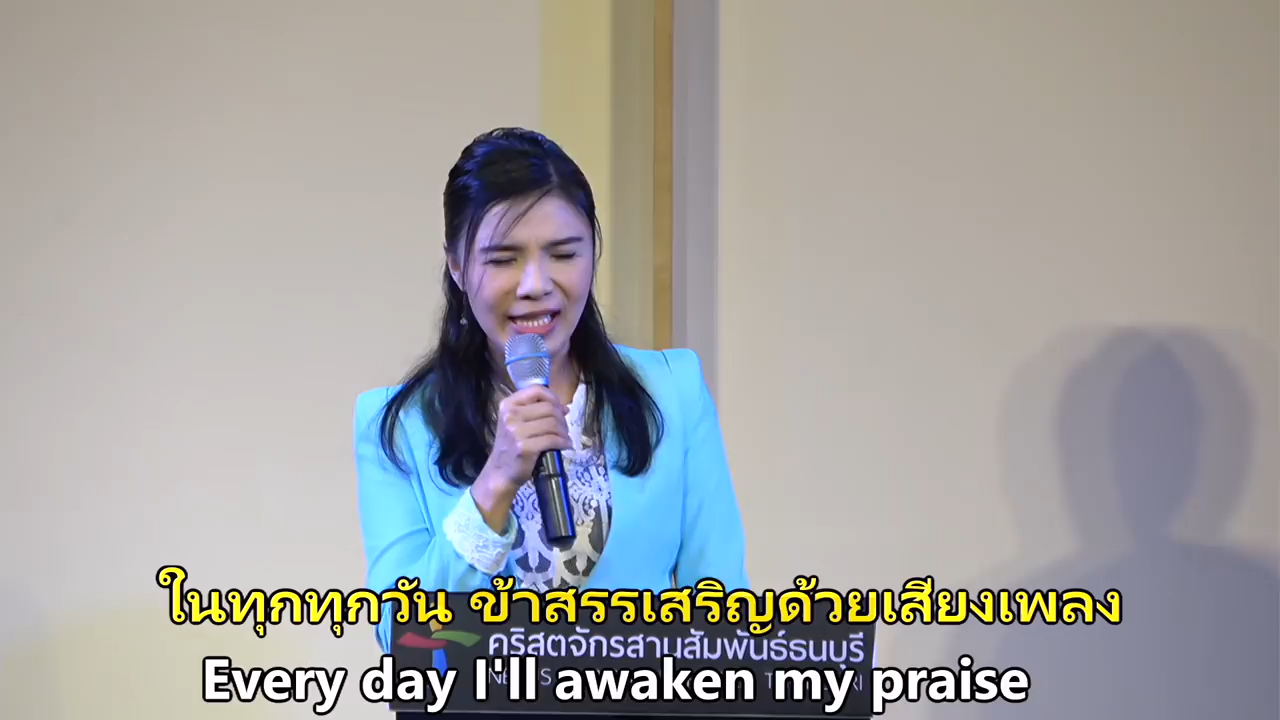 ในทุกทุกวัน ข้าสรรเสริญด้วยเสียงเพลง
คริสตจักรสานสัมพันธ์ธนบุรี
Every day I'll awaken my praise